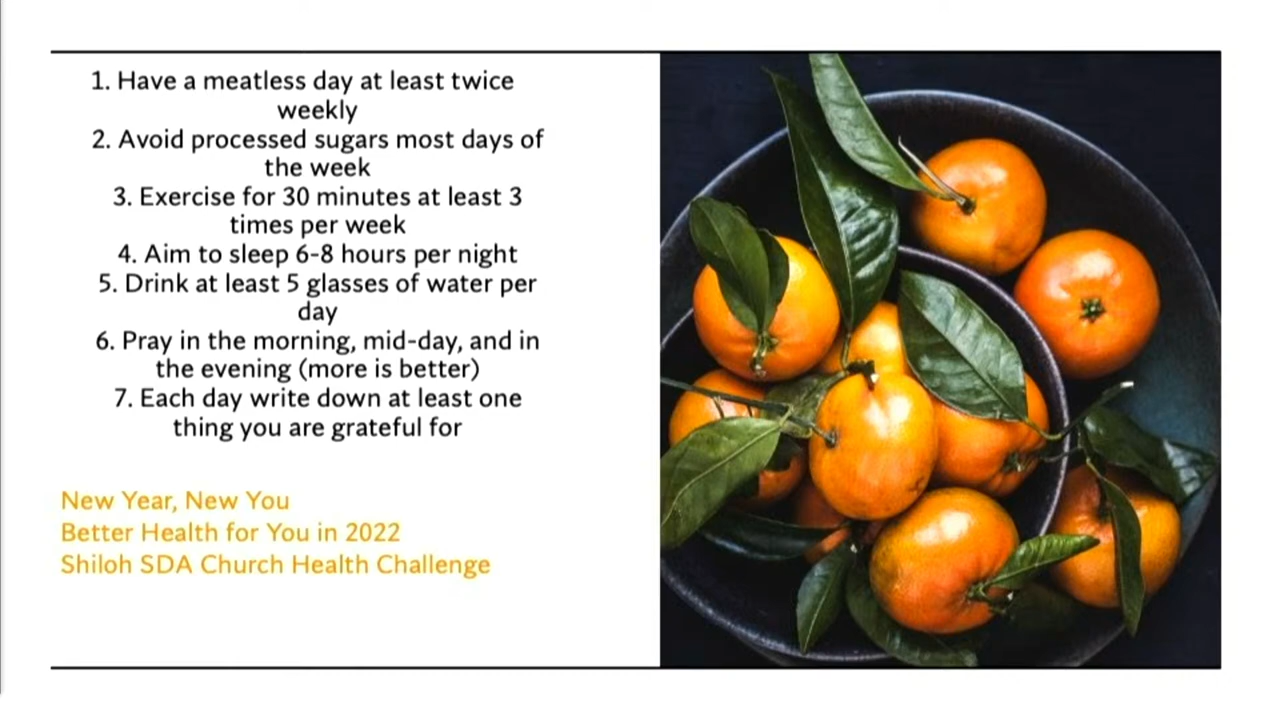 1. Have a meatless day at least twice
weekly
2. Avoid processed sugars most days of
the week
3. Exercise for 30 minutes at least 3
times per week
4. Aim to sleep 6-8 hours per night
5. Drink at least 5 glasses of water per
day
6. Pray in the morning, mid-day, and in
the evening (more is better)
7. Each day write down at least one
thing you are grateful for
New Year, New You
Better Health for You in 2022
Shiloh SDA Church Health Challenge